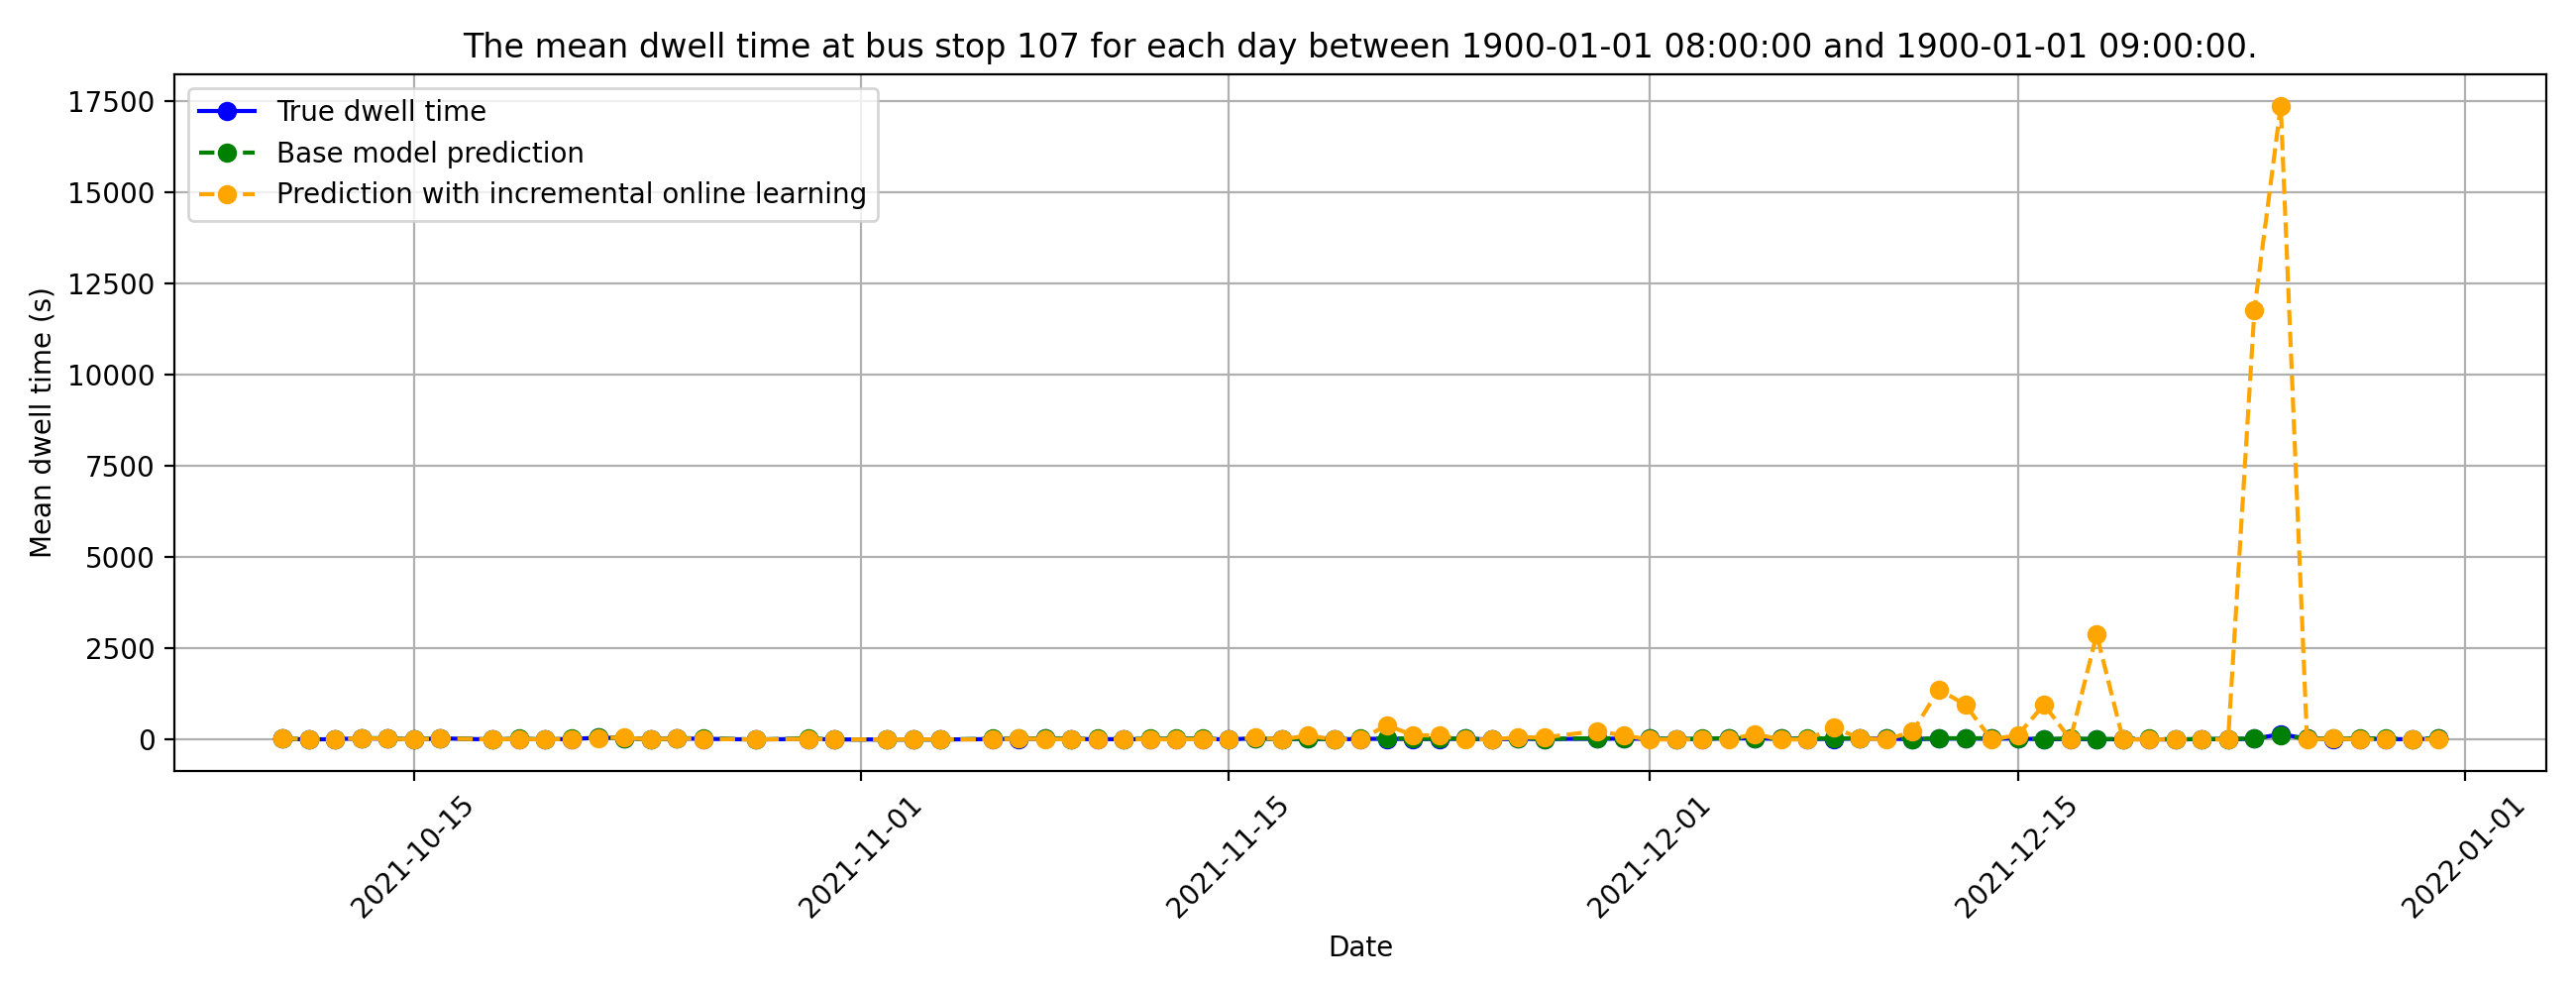 The mean dwell time at bus stop 107 for each day between 1900-01-01 08:00:00 and 1900-01-01 09:00:00.
True dwell time
Base model prediction
Prediction with incremental online learning
Mean dwell time (s)
17500
15000
12500
10000
7500
5000
2500
0
2021-10-15
2021-11-01
2021-11-15
2021-12-01
2021-12-15
2022-01-01
Date